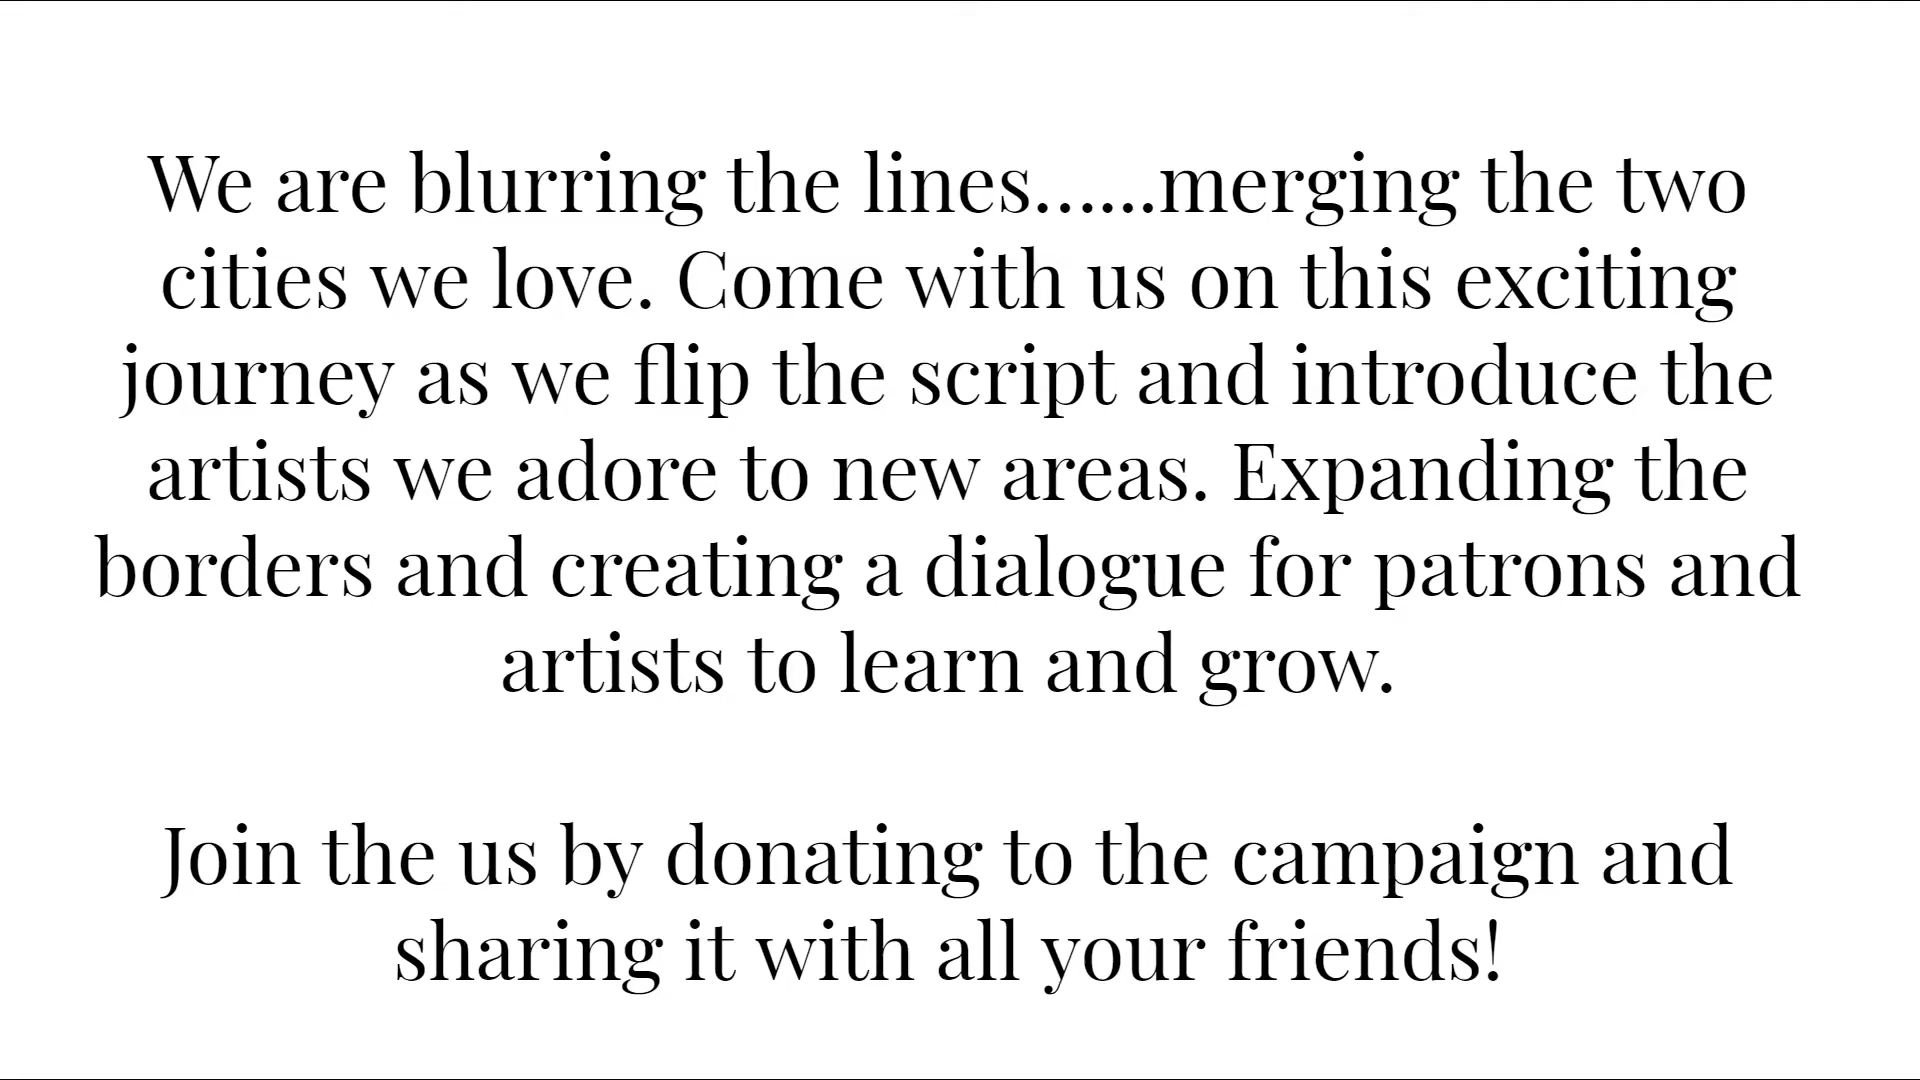 We are blurring the lines......merging the two
cities we love. Come with us on this exciting
journey as we flip the script and introduce the
artists we adore to new areas. Expanding the
borders and creating a dialogue for patrons and
artists to learn and grow.
Join the us by donating to the campaign and
sharing it with all your friends!